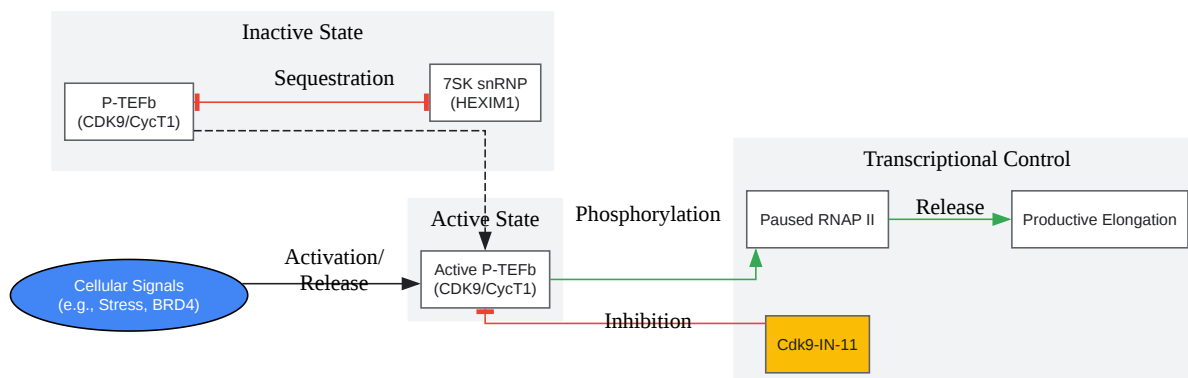 Inactive State
Sequestration
P-TEFb
(CDK9/CycT1)
7SK snRNP
(HEXIM1)
Transcriptional Control
Active State
Phosphorylation
Paused RNAP II
Release
Productive Elongation
Activation/
Release
Cellular Signals
(e.g., Stress, BRD4)
Active P-TEFb
(CDK9/CycT1)
Inhibition
Cdk9-IN-11